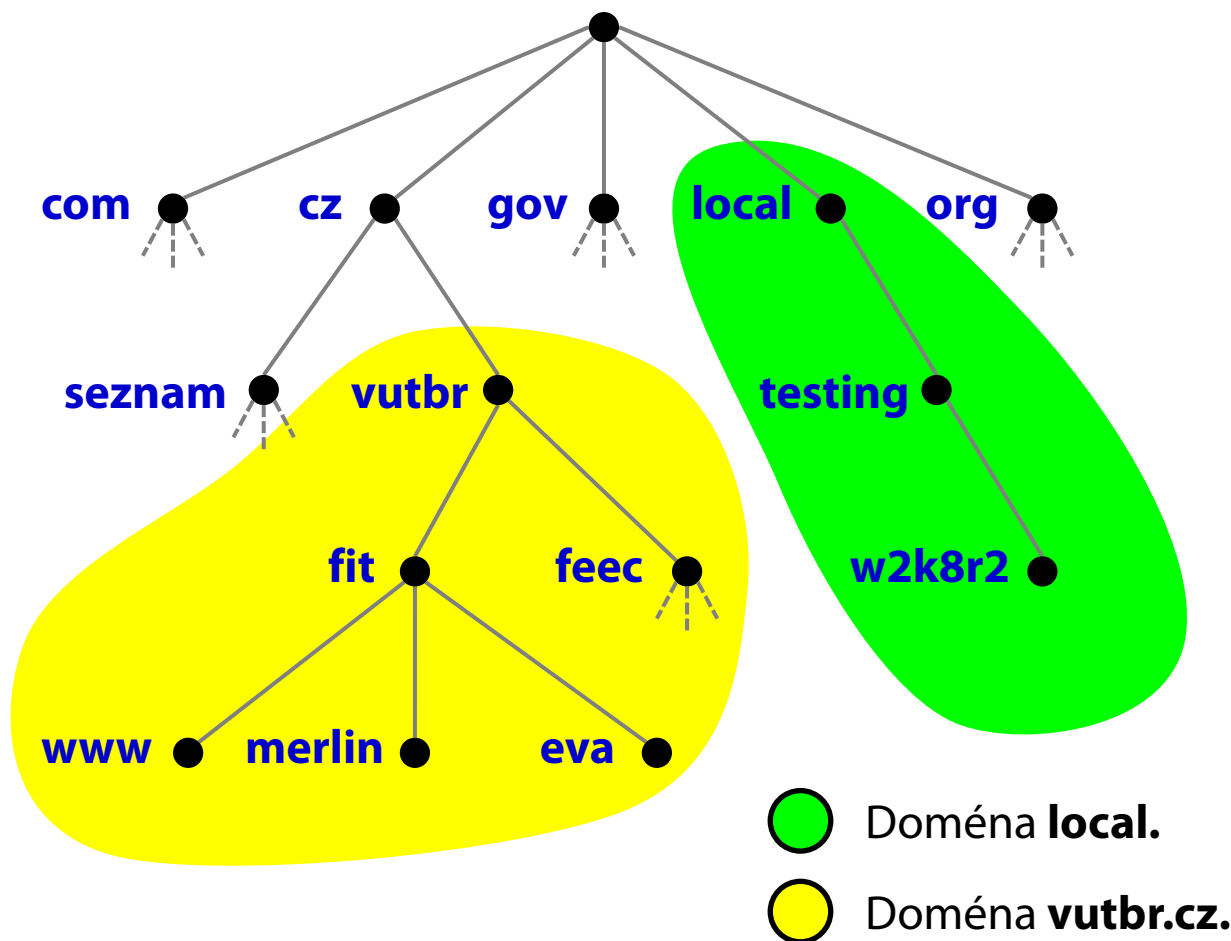 com cz gov local org
seznam vutbr testing
fit feec w2k8r2
www merlin eva
Doména local.
Doména vutbr.cz.